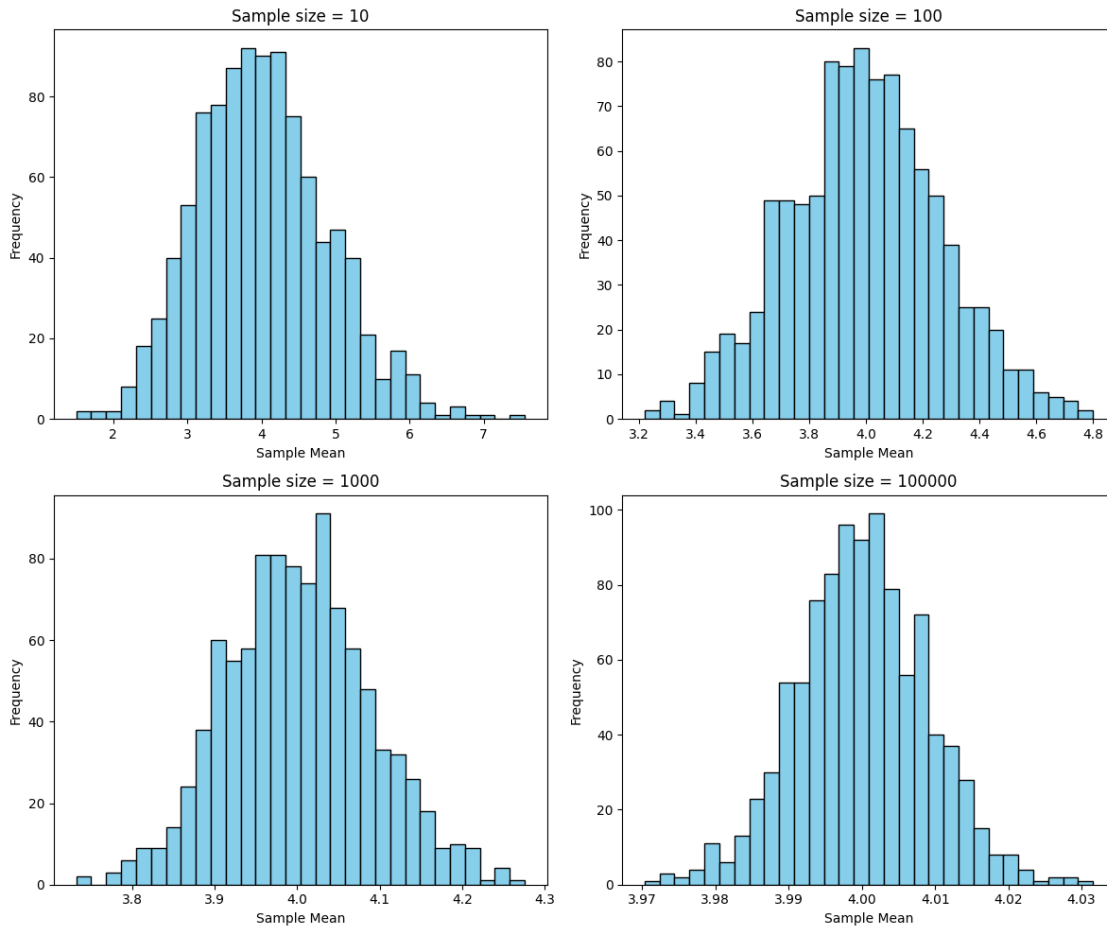 Sample size = 10
Frequency
80
60
40
20
0
2 3 4 5 6 7
Sample Mean
Sample size = 100
Frequency
80
70
60
50
40
30
20
10
0
3.2 3.4 3.6 3.8 4.0 4.2 4.4 4.6 4.8
Sample Mean
Sample size = 1000
Frequency
80
60
40
20
0
3.8 3.9 4.0 4.1 4.2 4.3
Sample Mean
Sample size = 100000
Frequency
100
80
60
40
20
0
3.97 3.98 3.99 4.00 4.01 4.02 4.03
Sample Mean